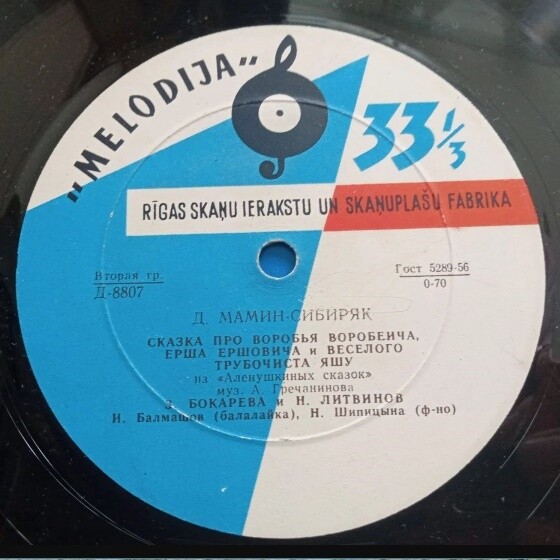 "MELODIJA"
33 1/3
RĪGAS SKAŅU IERAKSTU UN SKAŅUPLAŠU FABRIKA
Вторая гр.
Д-8807
Гост 5289-56
0-70
Д. МАМИН-СИБИРЯК
СКАЗКА ПРО ВОРОБЬЯ ВОРОБЕИЧА,
ЕРША ЕРШОВИЧА и ВЕСЕЛОГО
ТРУБОЧИСТА ЯШУ
из «Аленушкиных сказок»
муз. А. Гречанинова
З. БОКАРЕВА и Н. ЛИТВИНОВ
И. Балмашов (балалайка), Н. Шипицына (ф-но)